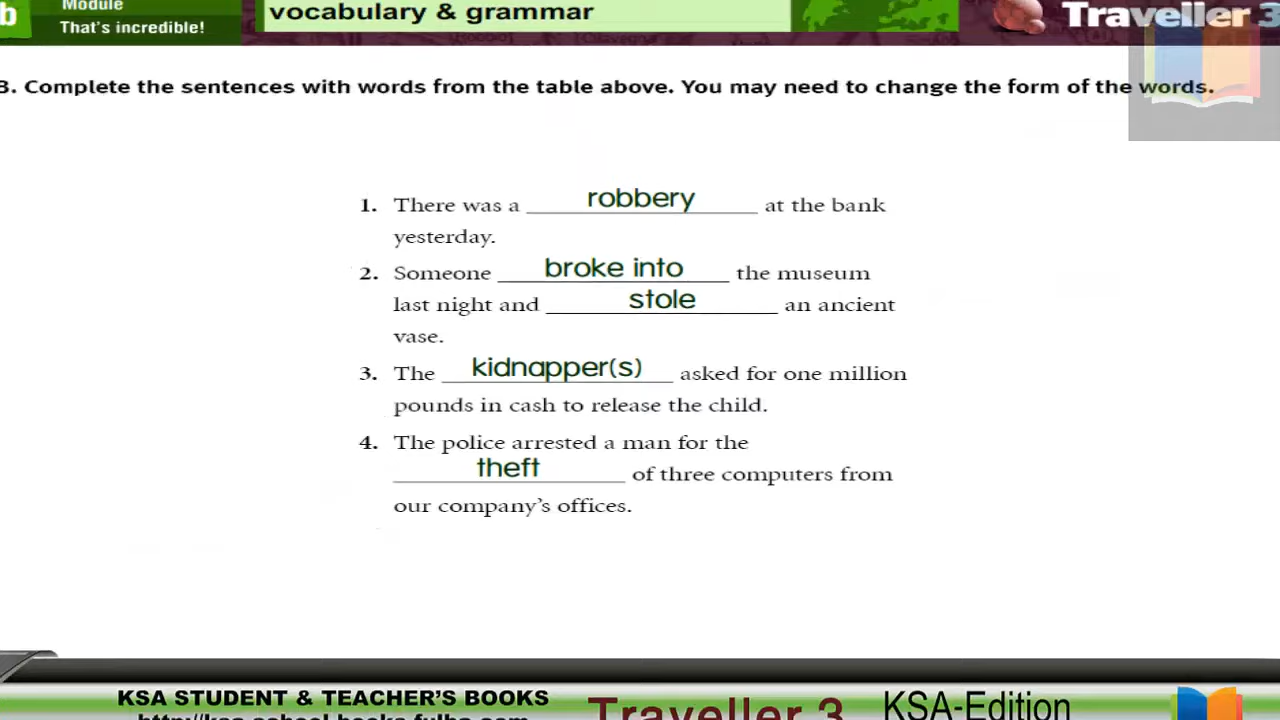 b
Module
That's incredible!
vocabulary & grammar
Traveller 3
B. Complete the sentences with words from the table above. You may need to change the form of the words.
1. There was a robbery at the bank
yesterday.
2. Someone broke into the museum
last night and stole an ancient
vase.
3. The kidnapper(s) asked for one million
pounds in cash to release the child.
4. The police arrested a man for the
theft of three computers from
our company's offices.
KSA STUDENT & TEACHER'S BOOKS
Traveller 3
KSA-Edition